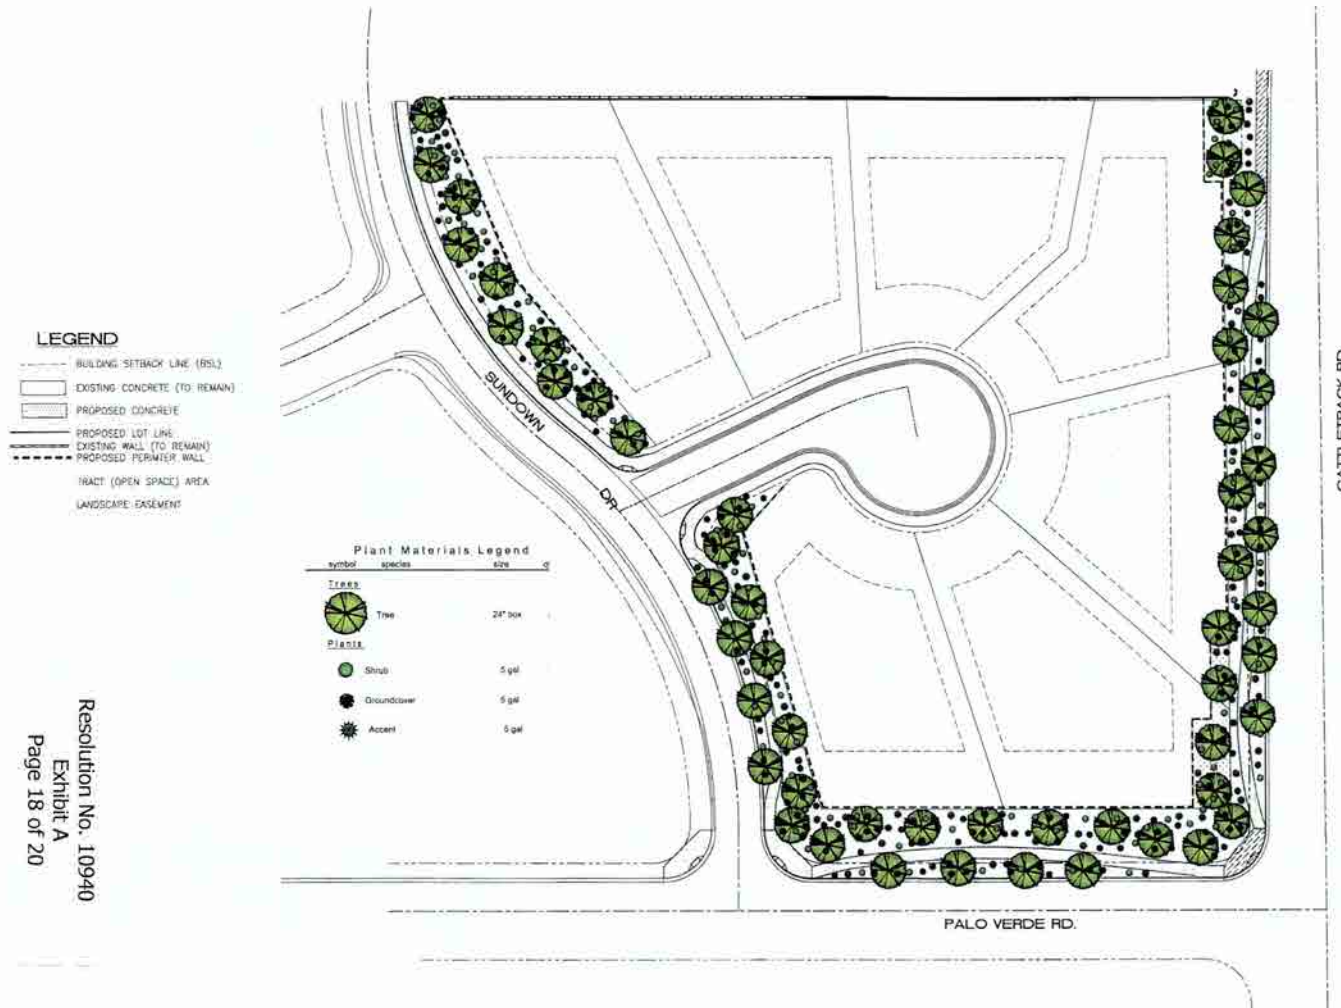 LEGEND
BUILDING SETBACK LINE (BSL)
EXISTING CONCRETE (TO REMAIN)
PROPOSED CONCRETE
PROPOSED LOT LINE
EXISTING WALL (TO REMAIN)
PROPOSED PERIMTER WALL
TRACT (OPEN SPACE) AREA
LANDSCAPE EASEMENT
Plant Materials Legend
symbol species size
Trees
Tree 24" box
Plants
Shrub 5 gal
Groundcover 5 gal
Accent 5 gal
SUNDOWN
DR
PALO VERDE RD.
Resolution No. 10940
Exhibit A
Page 18 of 20